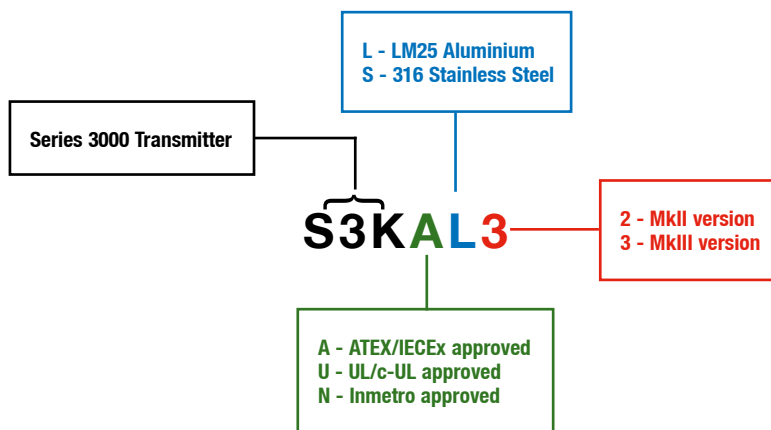 L - LM25 Aluminium
S - 316 Stainless Steel
Series 3000 Transmitter
S3KAL3
2 - MkII version
3 - MkIII version
A - ATEX/IECEx approved
U - UL/c-UL approved
N - Inmetro approved